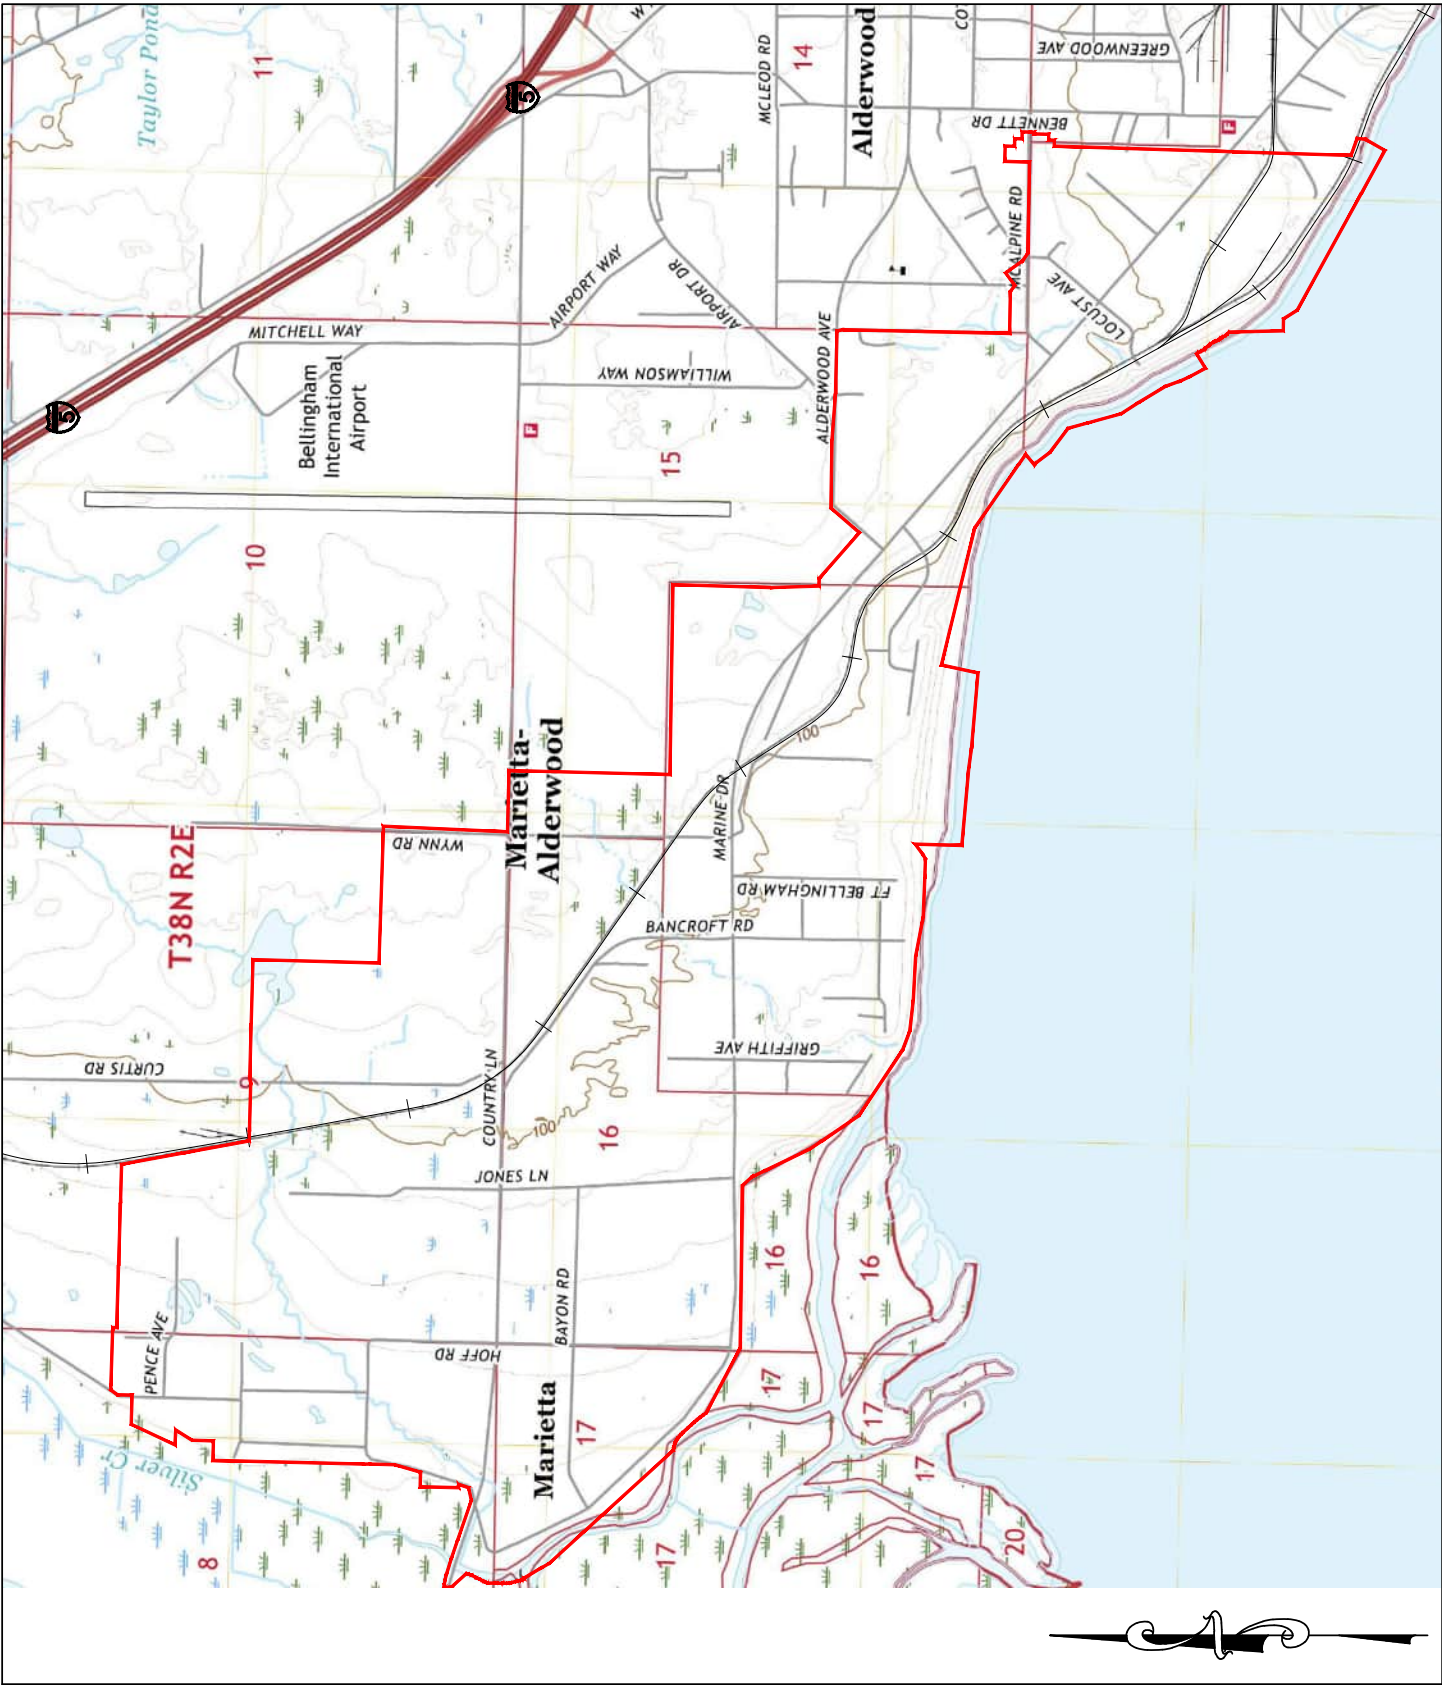 Taylor Pond
11
5
MCLEOD RD
14
Alderwood
GREENWOOD AVE
BENNETT DR
F
MCALPINE RD
LOCUST AVE
AIRPORT WAY
AIRPORT DR
MITCHELL WAY
Bellingham
International
Airport
WILLIAMSON WAY
ALDERWOOD AVE
5
F
15
10
Marietta-
Alderwood
100
T38N R2E
WYNN RD
MARINE DR
FT BELLINGHAM RD
BANCROFT RD
GRIFFITH AVE
CURTIS RD
9
COUNTRY LN
100
16
JONES LN
16
16
PENCE AVE
BAYON RD
HOFF RD
Marietta
17
17
17
17
Silver Cr
8
17
20
N